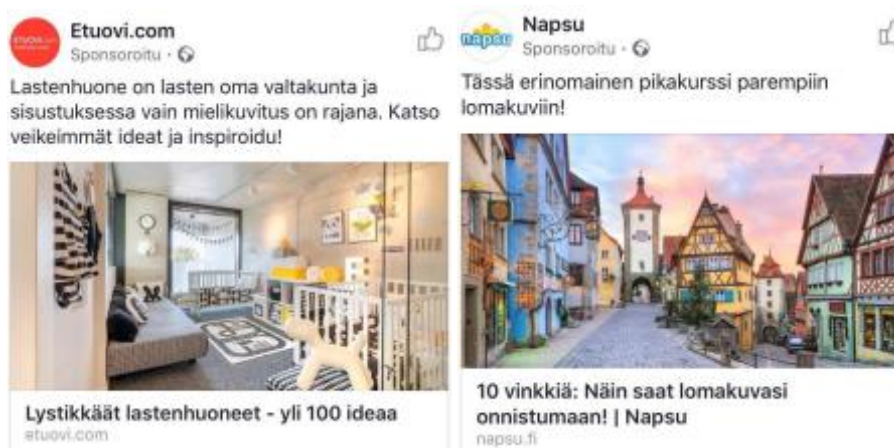 Etuovi.com
Sponsoroitu
Lastenhuone on lasten oma valtakunta ja
sisustuksessa vain mielikuvitus on rajana. Katso
veikeimmät ideat ja inspiroidu!
Lystikkäät lastenhuoneet - yli 100 ideaa
etuovi.com
napsu
Napsu
Sponsoroitu
Tässä erinomainen pikakurssi parempiin
lomakuviin!
10 vinkkiä: Näin saat lomakuvasi
onnistumaan! | Napsu
napsu.fi